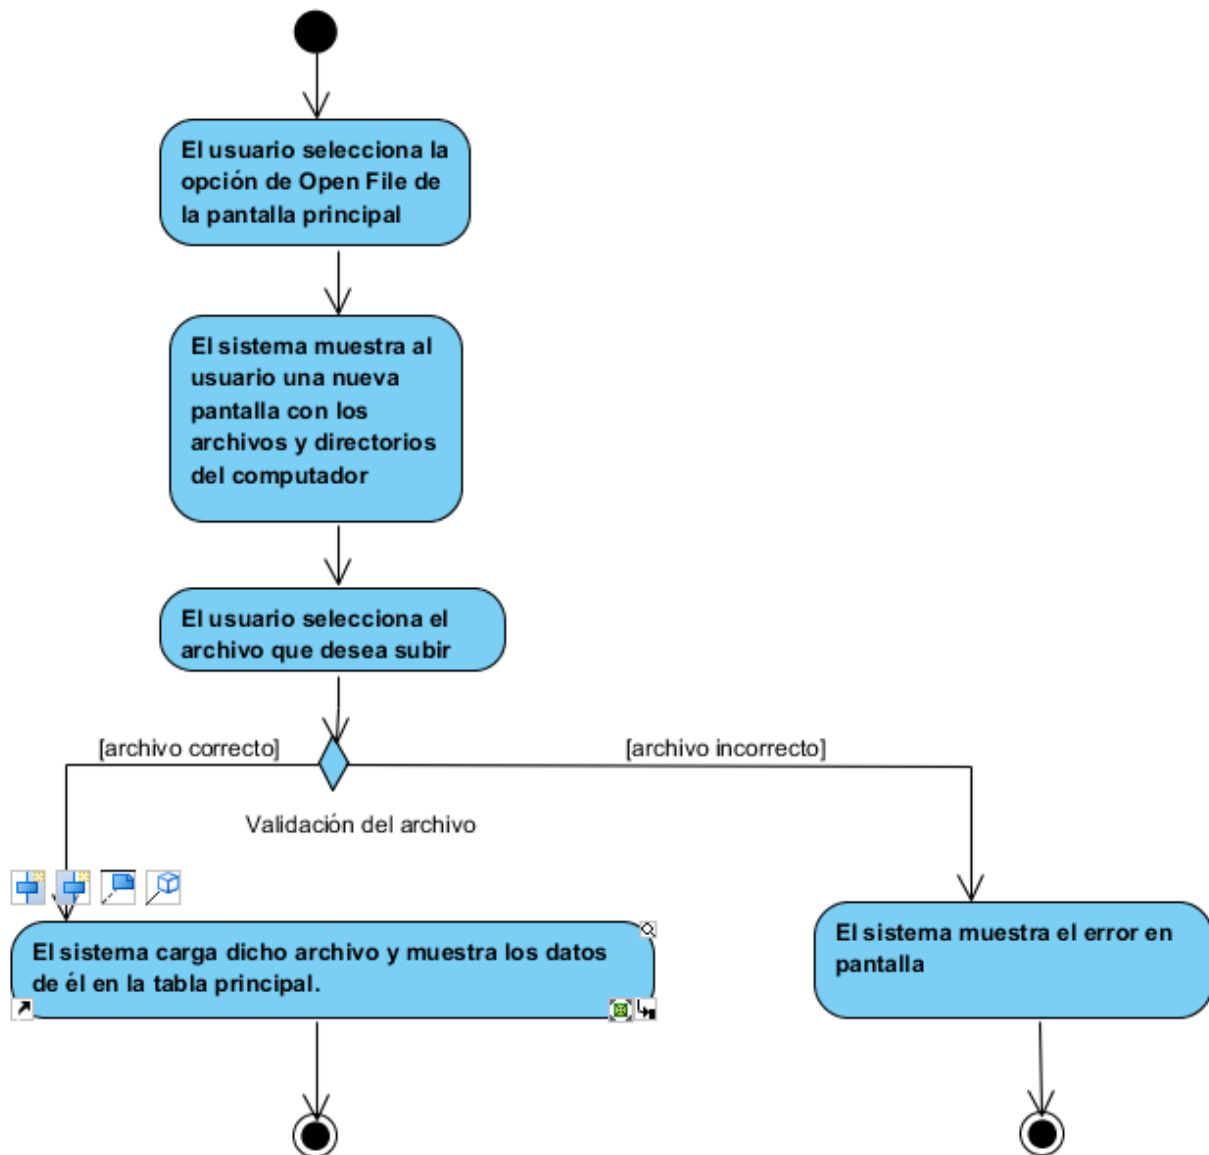 El usuario selecciona la
opción de Open File de
la pantalla principal
El sistema muestra al
usuario una nueva
pantalla con los
archivos y directorios
del computador
El usuario selecciona el
archivo que desea subir
[archivo correcto]
[archivo incorrecto]
Validación del archivo
El sistema carga dicho archivo y muestra los datos
de él en la tabla principal.
El sistema muestra el error en
pantalla